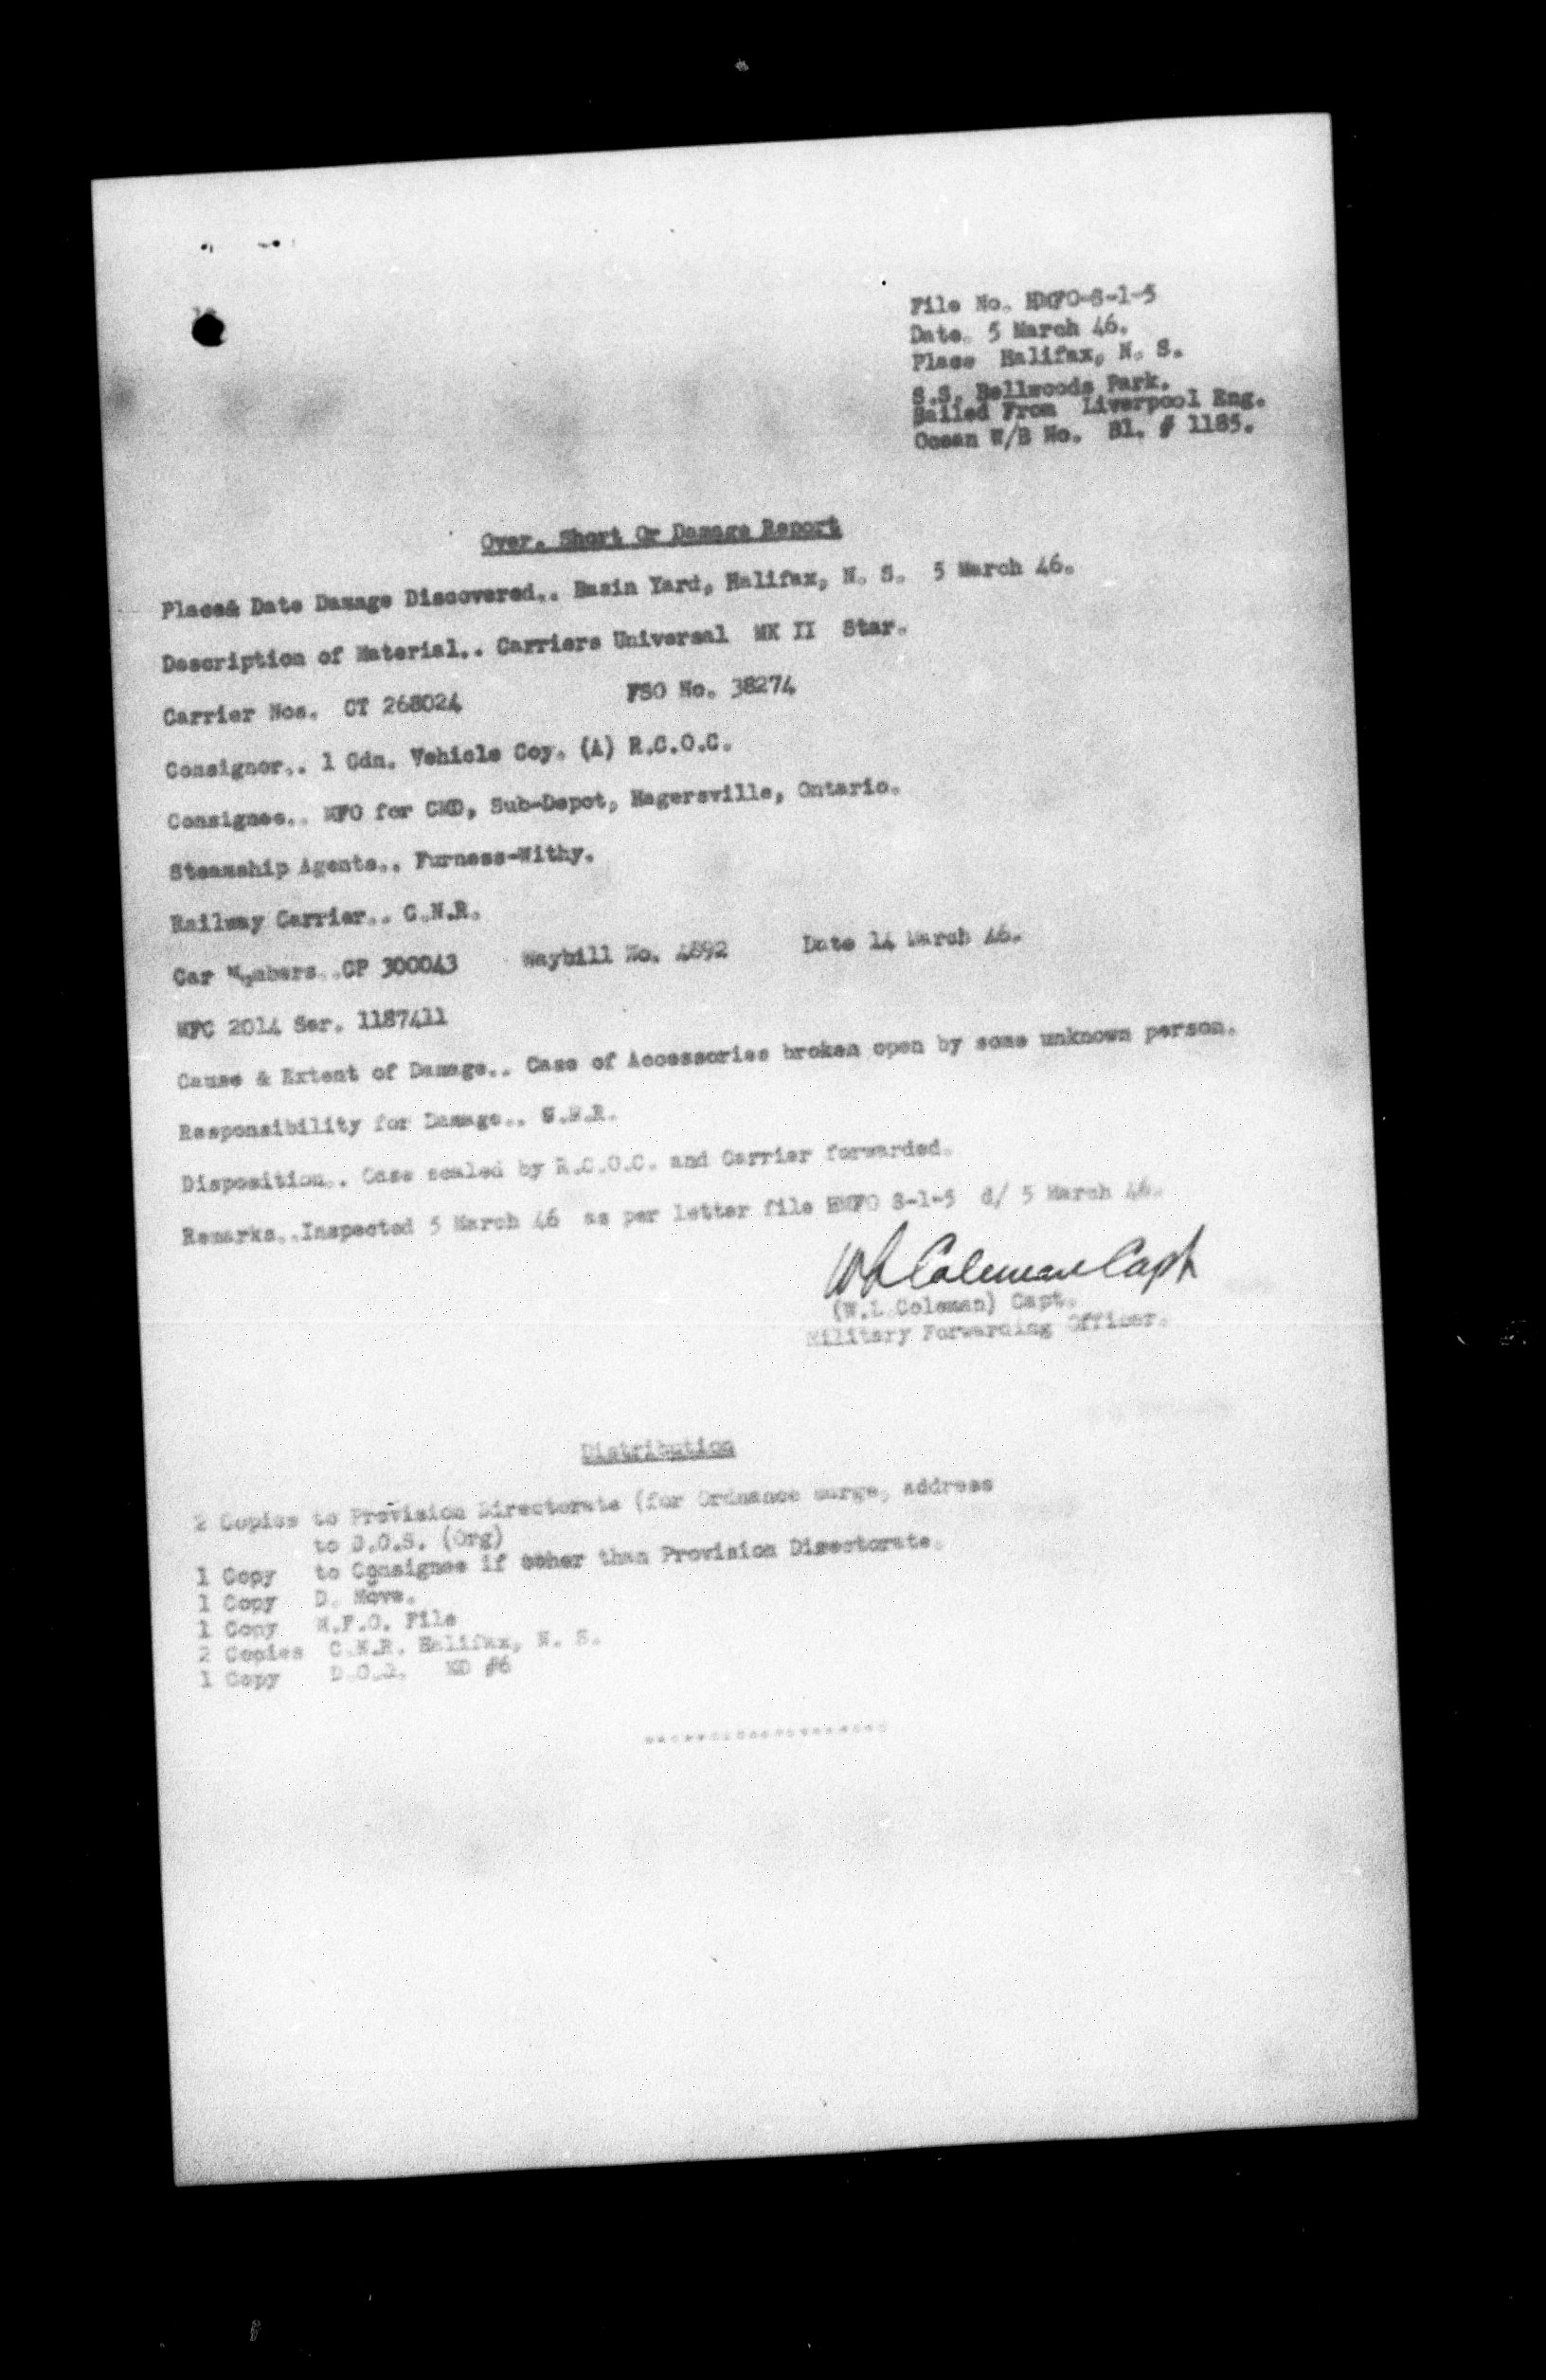 File No. HMFO-S-1-5
Date. 5 March 46.
Place Halifax, N. S.
S.S. Bellwoods Park.
Sailed From Liverpool Eng.
Ocean W/B No. Bl. # 1185.
Over. Short Or Damage Report
Place& Date Damage Discovered.. Basin Yard, Halifax, N. S. 5 March 46.
Description of Material.. Carriers Universal MK II Star.
Carrier Nos. CT 268024 FSO No. 38274
Consignor.. 1 Cdn. Vehicle Coy. (A) R.C.O.C.
Consignee.. MFO for CMD, Sub-Depot, Hagersville, Ontario.
Steamship Agents.. Furness-Withy.
Railway Carrier.. C.N.R.
Car Numbers..CP 300043 Waybill No. 4892 Date 14 March 46.
MFC 2014 Ser. 1187411
Cause & Extent of Damage.. Case of Accessories broken open by some unknown person.
Responsibility for Damage.. C.N.R.
Disposition.. Case sealed by R.C.O.C. and Carrier forwarded.
Remarks..Inspected 5 March 46 as per letter file HMFO S-1-5 d/ 5 March 46.
W L Coleman Capt
(W.L Coleman) Capt.
Military Forwarding Officer.
Distribution
2 Copies to Provision Directorate (for Ordnance , address
to D.O.S. (Org)
1 Copy to Consignee if other than Provision Directorate.
1 Copy D. Move.
1 Copy M.F.O. File
2 Copies C.N.R. Halifax, N. S.
1 Copy D.O.O. MD #6